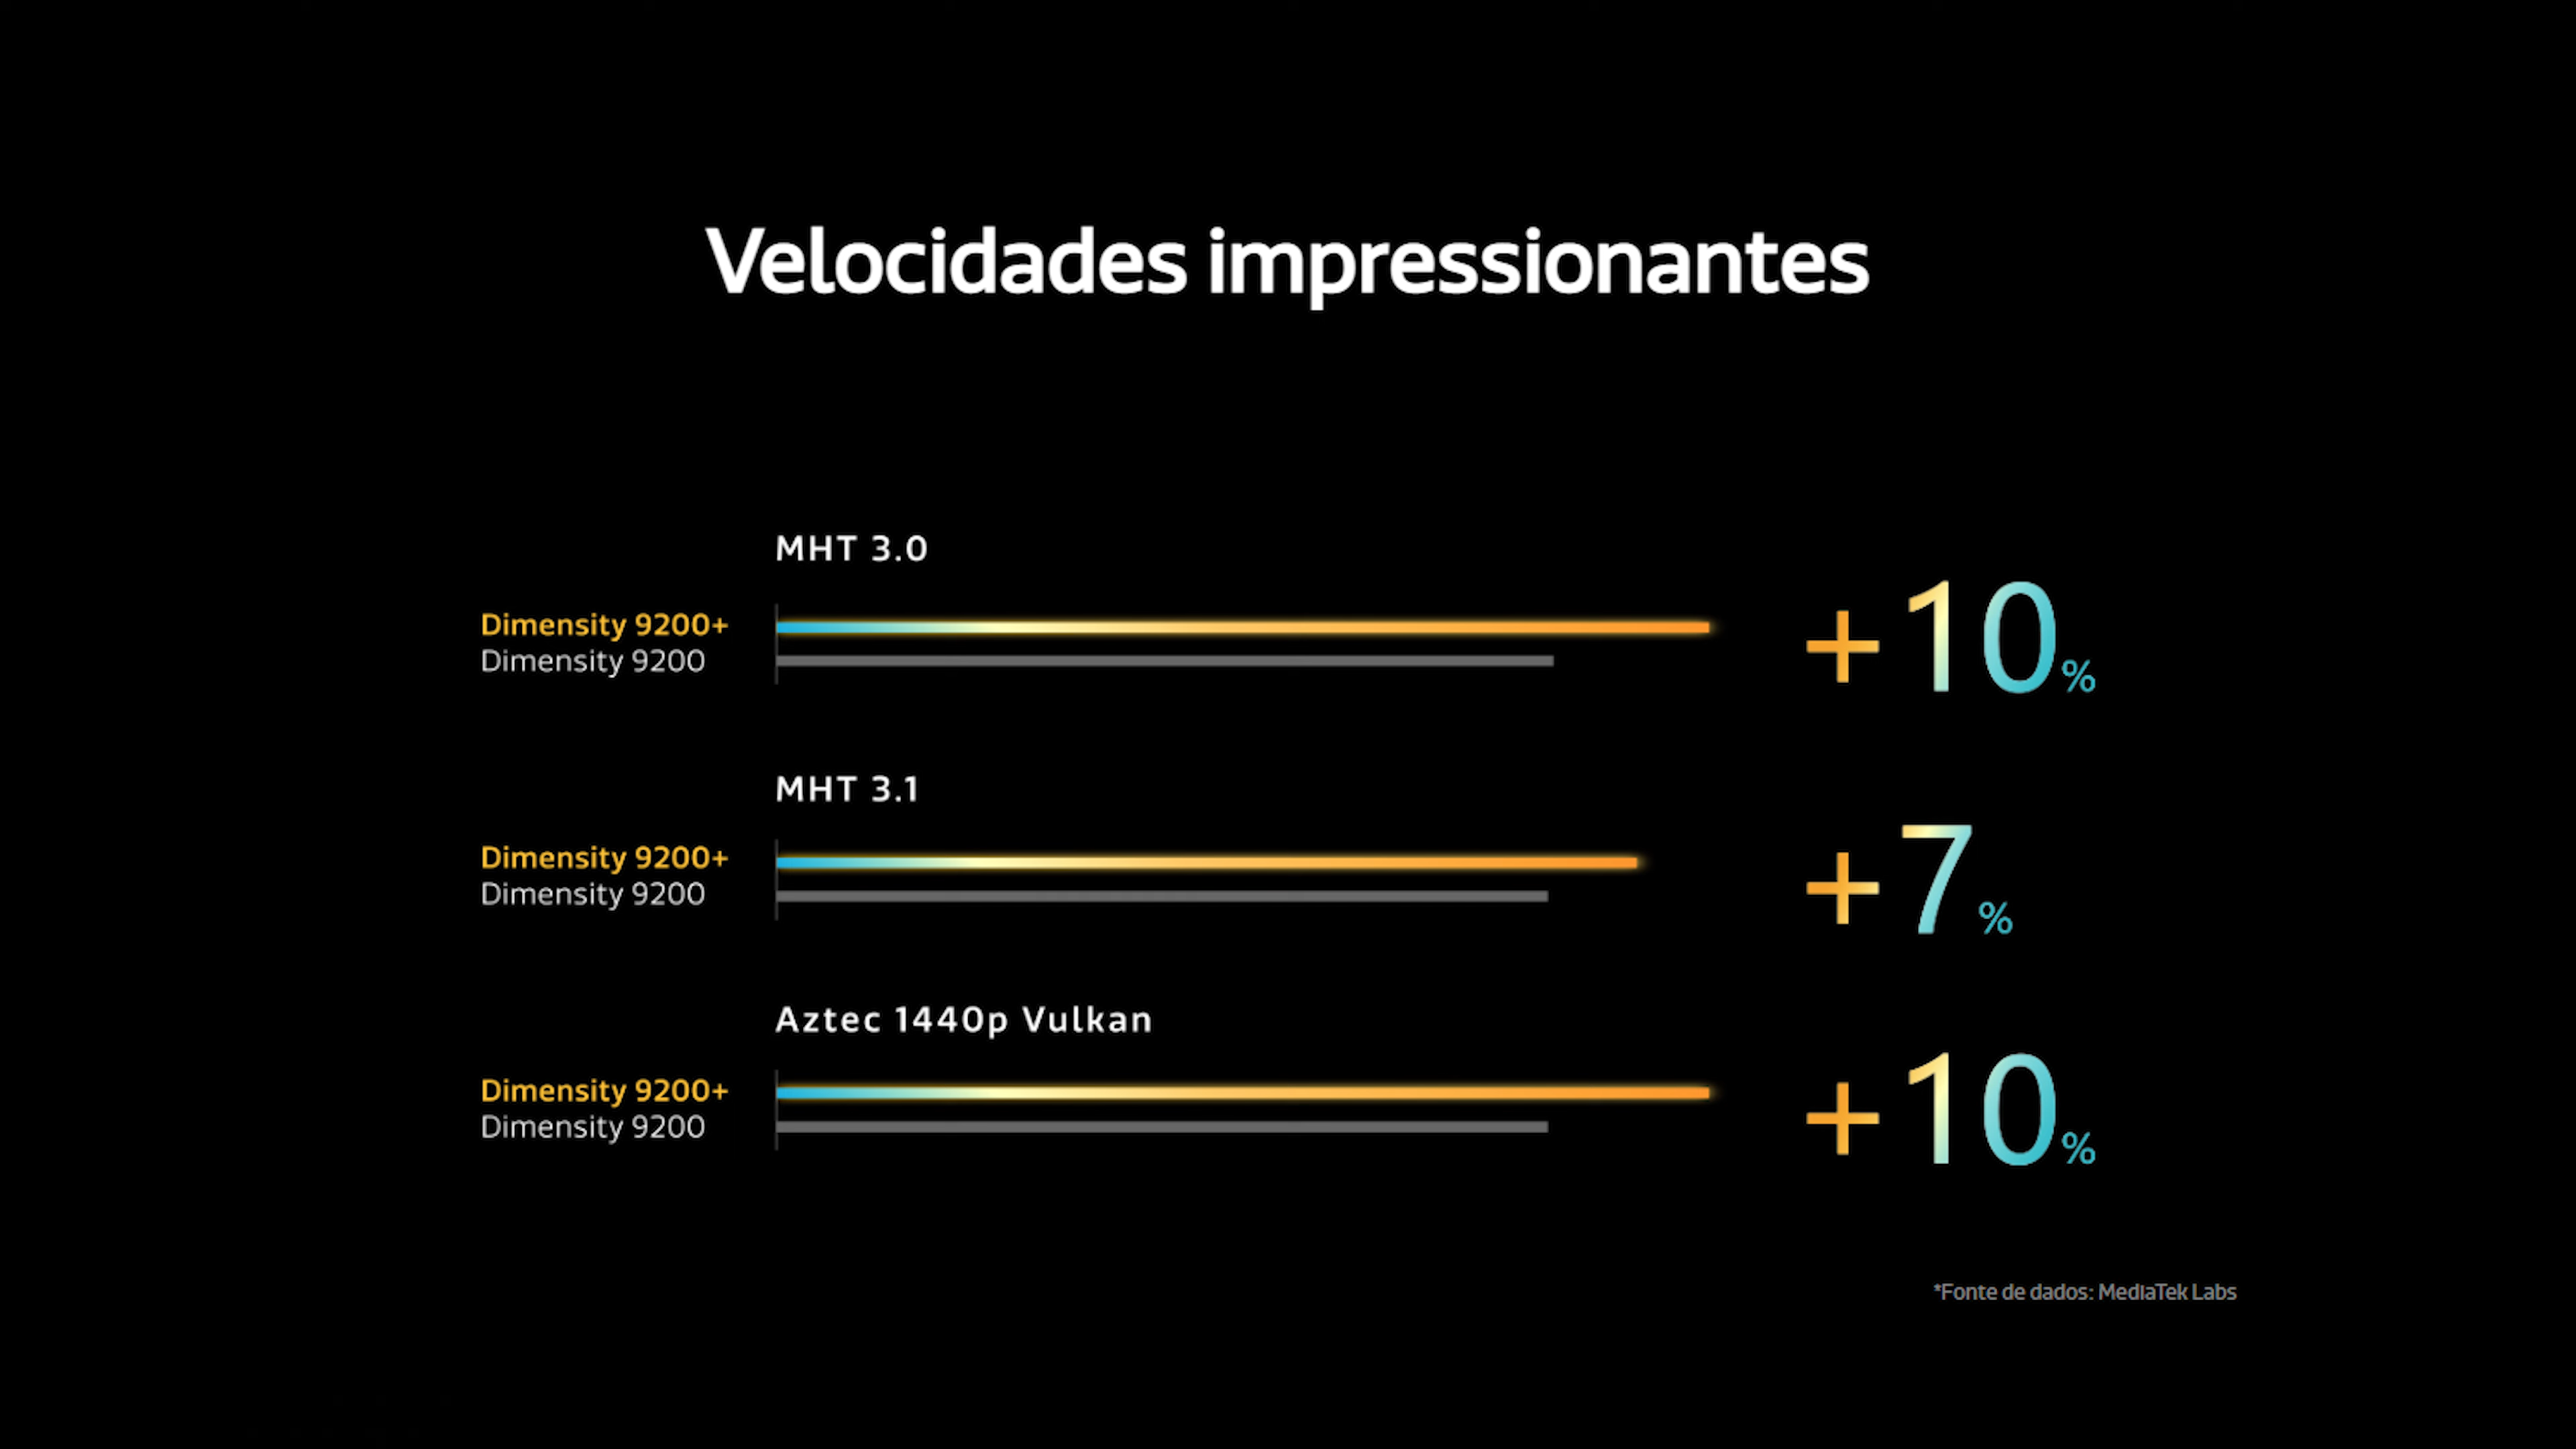 Velocidades impressionantes
MHT 3.0
Dimensity 9200+
Dimensity 9200
+10%
MHT 3.1
Dimensity 9200+
Dimensity 9200
+7%
Aztec 1440p Vulkan
Dimensity 9200+
Dimensity 9200
+10%
*Fonte de dados: MediaTek Labs